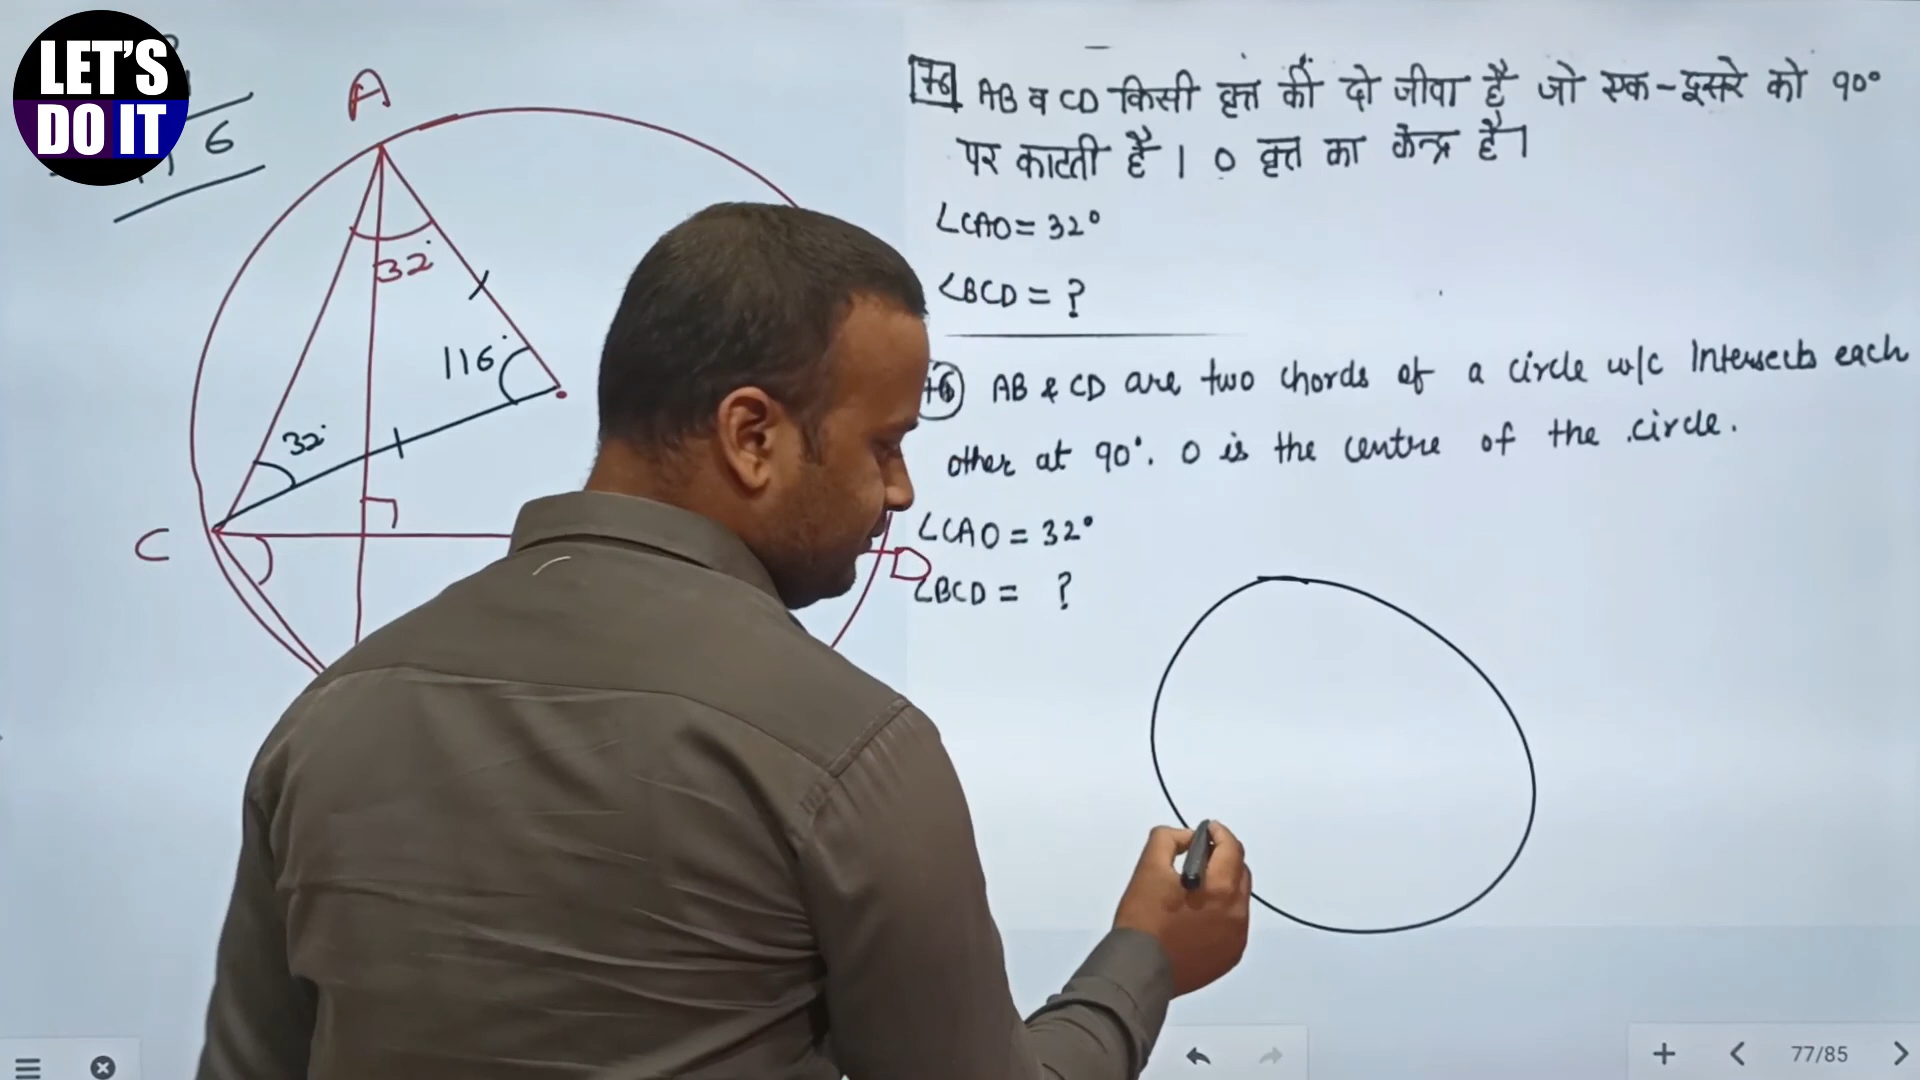 LET'S
DO IT
6
A
32°
116°
32°
C
D
76 AB व CD किसी वृत्त की दो जीवा है जो एक-दूसरे को 90°
पर काटती है । O वृत्त का केन्द्र है ।
∠CAO = 32°
∠BCD = ?
76 AB & CD are two chords of a circle w/c Intersects each
other at 90°. O is the centre of the circle.
∠CAO = 32°
∠BCD = ?
77/85